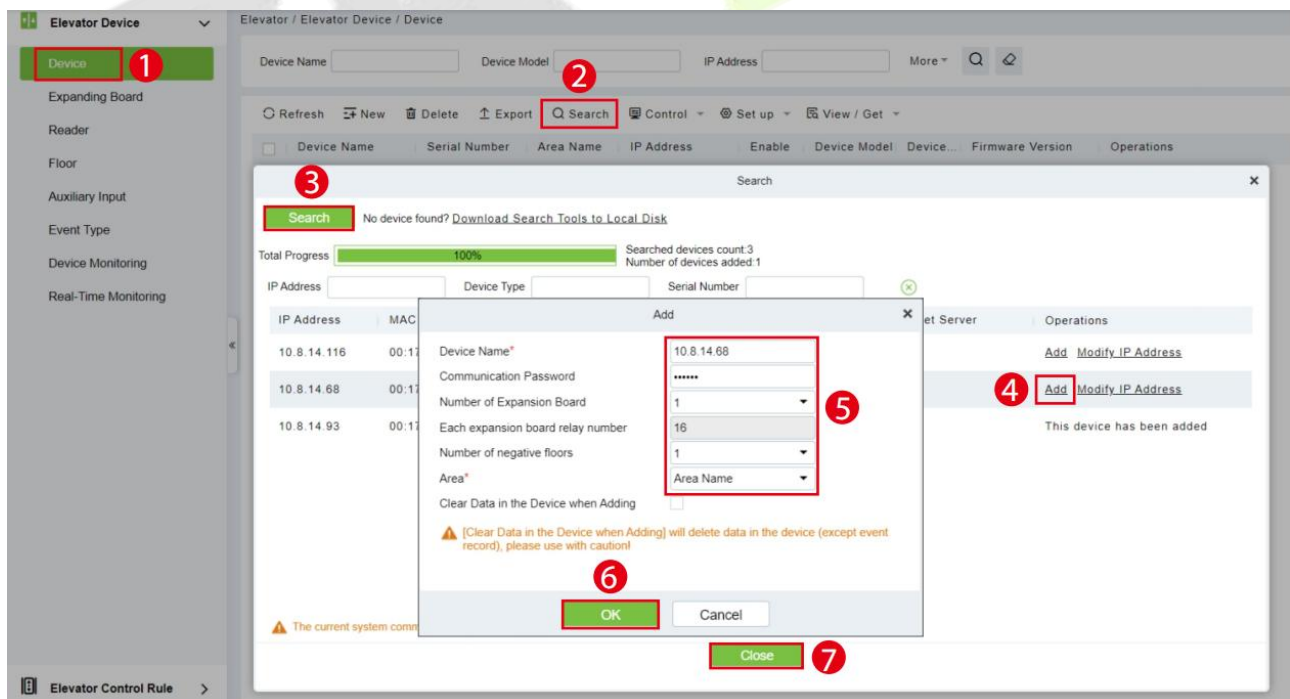 Elevator Device
Elevator / Elevator Device / Device
Device
1
Device Name
Device Model
IP Address
More
2
Expanding Board
Reader
Floor
Auxiliary Input
Event Type
Device Monitoring
Real-Time Monitoring
Refresh New Delete Export Search Control Set up View / Get
Device Name Serial Number Area Name IP Address Enable Device Model Device... Firmware Version Operations
3
Search
Search No device found? Download Search Tools to Local Disk
Total Progress 100% Searched devices count:3
Number of devices added:1
IP Address Device Type Serial Number
IP Address MAC et Server Operations
10.8.14.116 00:17 Add Modify IP Address
10.8.14.68 00:17 4 Add Modify IP Address
10.8.14.93 00:17 This device has been added
Add
Device Name* 10.8.14.68
Communication Password ••••••
Number of Expansion Board 1
5
Each expansion board relay number 16
Number of negative floors 1
Area* Area Name
Clear Data in the Device when Adding
[Clear Data in the Device when Adding] will delete data in the device (except event
record), please use with caution!
6
OK Cancel
The current system comm
Close 7
Elevator Control Rule